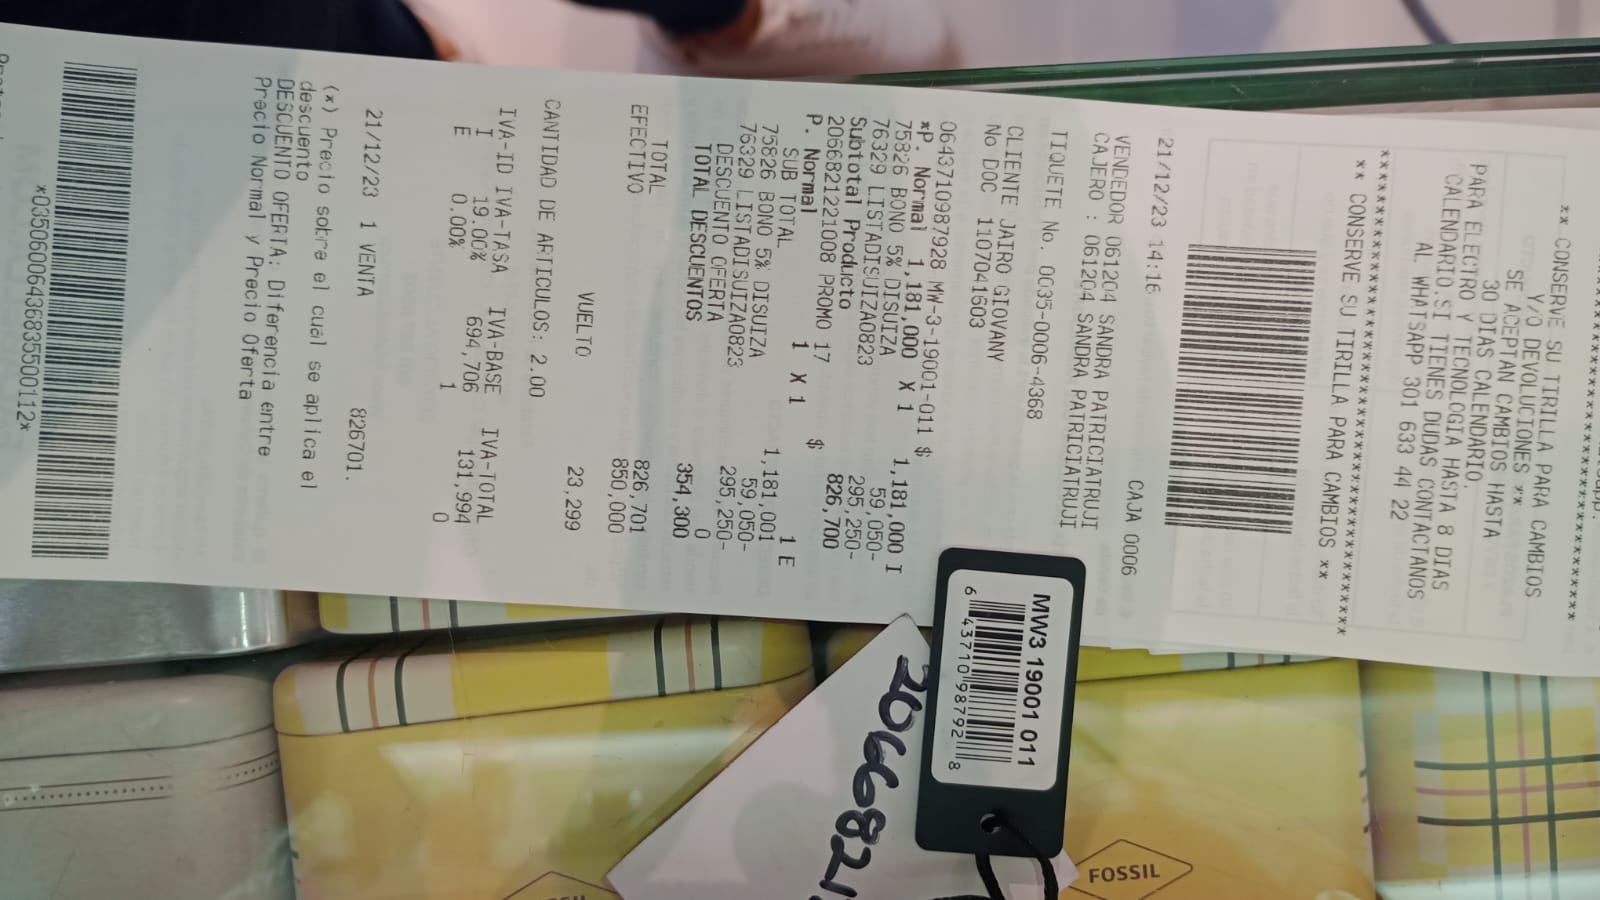 ** CONSERVE SU TIRILLA PARA CAMBIOS
Y/O DEVOLUCIONES **
SE ACEPTAN CAMBIOS HASTA
30 DIAS CALENDARIO.
PARA ELECTRO Y TECNOLOGIA HASTA 8 DIAS
CALENDARIO.SI TIENES DUDAS CONTACTANOS
AL WHATSAPP 301 633 44 22
** CONSERVE SU TIRILLA PARA CAMBIOS **
21/12/23 14:16 CAJA 0006
VENDEDOR 061204 SANDRA PATRICIATRUJI
CAJERO : 061204 SANDRA PATRICIATRUJI
TIQUETE No. 0035-0006-4368
CLIENTE JAIRO GIOVANY
No DOC 1107041603
0643710987928 MW-3-19001-011 $
*P. Normal 1,181,000 X 1 1,181,000 I
75826 BONO 5% DISUIZA 59,050-
76329 LISTADISUIZA0823 295,250-
Subtotal Producto 826,700
2066821221008 PROMO 17 $
P. Normal 1 X 1 1 E
SUB TOTAL 1,181,001
75826 BONO 5% DISUIZA 59,050-
76329 LISTADISUIZA0823 295,250-
DESCUENTO OFERTA 0
TOTAL DESCUENTOS 354,300
TOTAL 826,701
EFECTIVO 850,000
VUELTO 23,299
CANTIDAD DE ARTICULOS: 2.00
IVA-ID IVA-TASA IVA-BASE IVA-TOTAL
I 19.00% 694,706 131,994
E 0.00% 1 0
21/12/23 1 VENTA 826701.
(*) Precio sobre el cual se aplica el
descuento
DESCUENTO OFERTA: Diferencia entre
Precio Normal y Precio Oferta
*03506006436835500112*
MW3 19001 011
6 43710 98792 8
2066821
FOSSIL